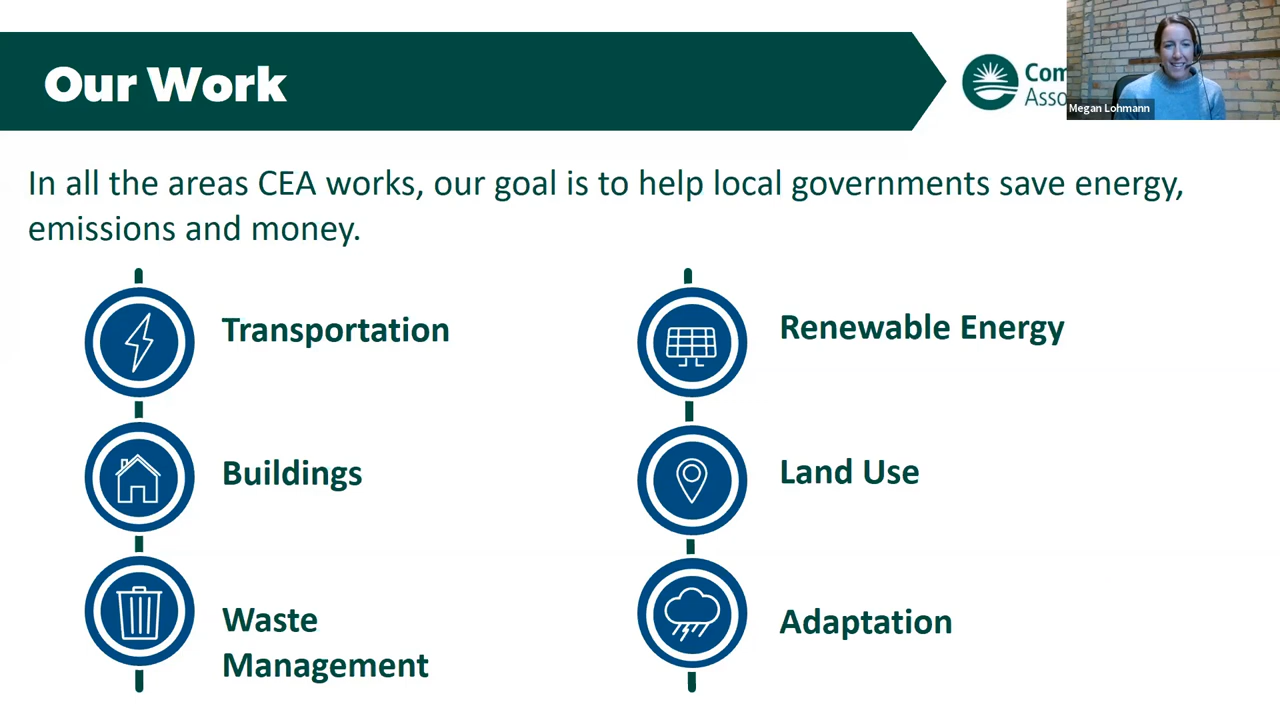 Our Work
Megan Lohmann
In all the areas CEA works, our goal is to help local governments save energy,
emissions and money.
Transportation
Renewable Energy
Buildings
Land Use
Waste
Management
Adaptation